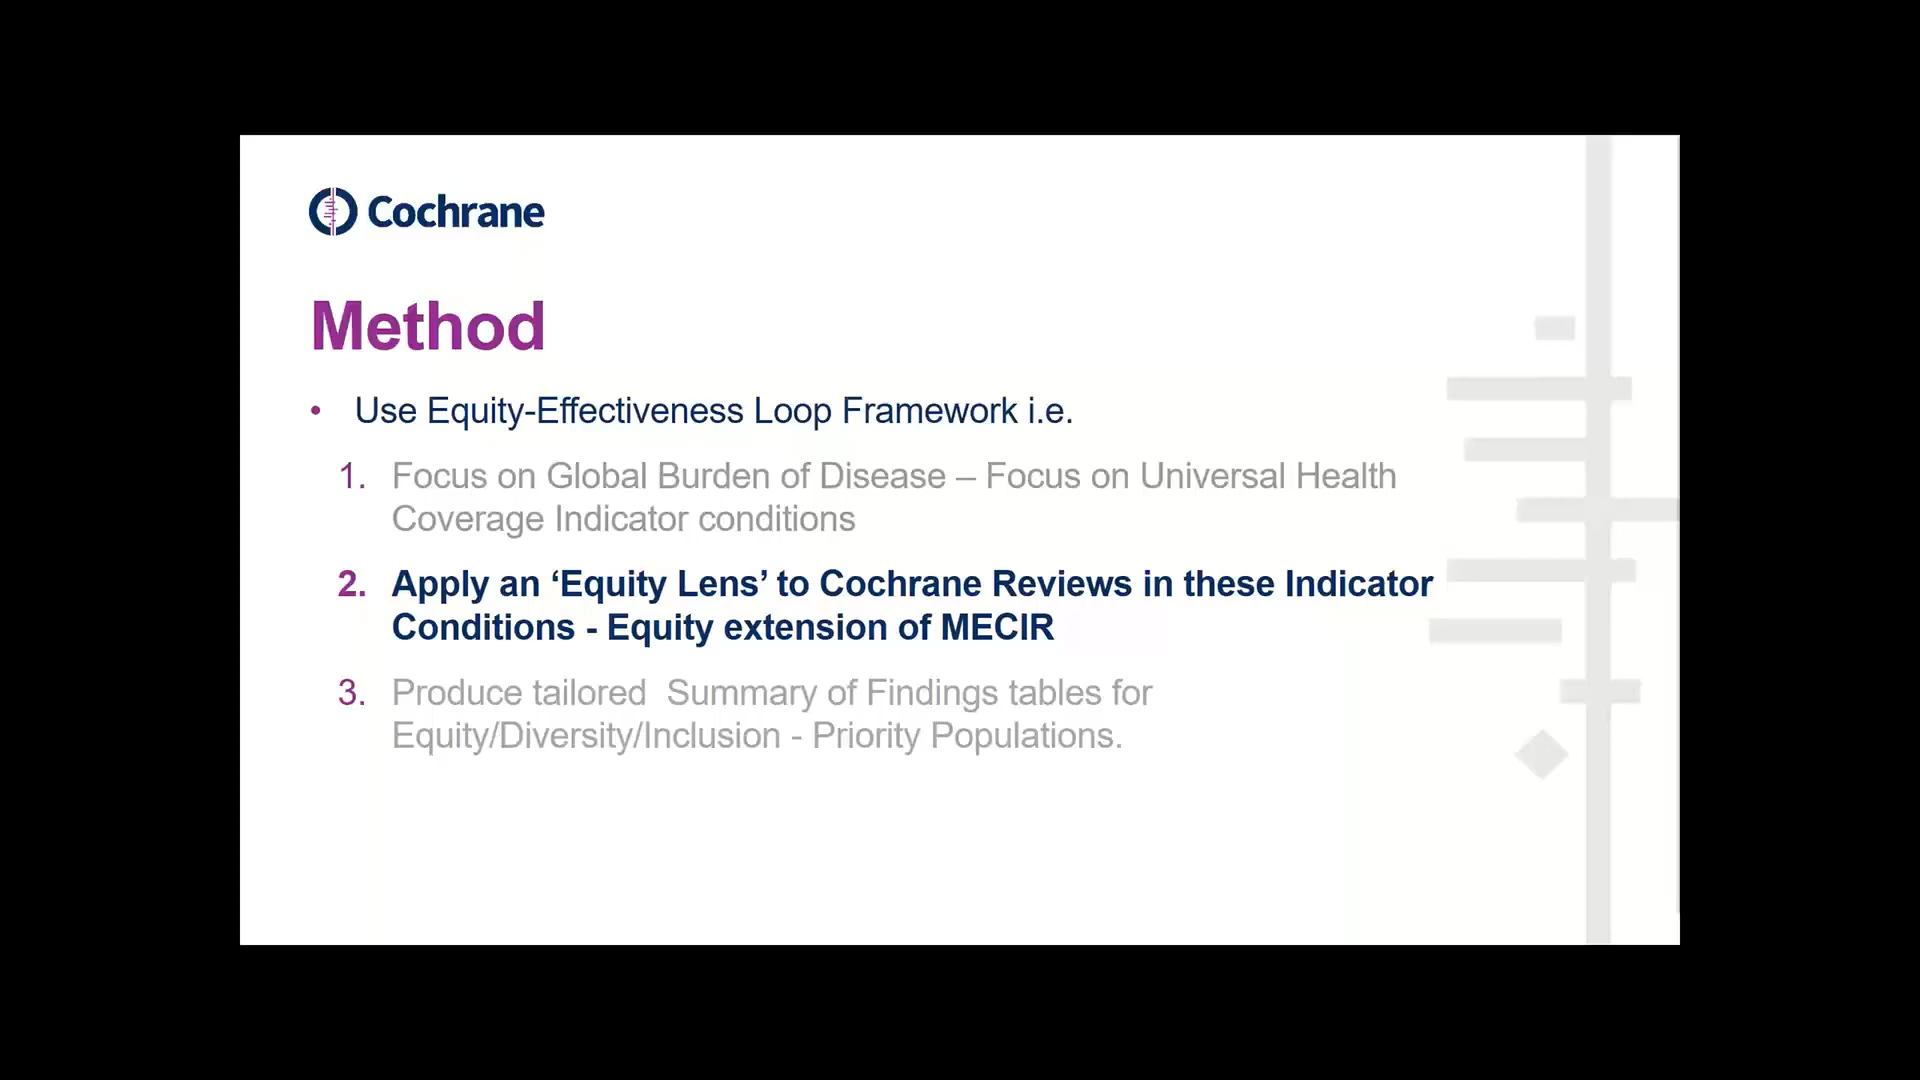 Cochrane
Method
• Use Equity-Effectiveness Loop Framework i.e.
1. Focus on Global Burden of Disease – Focus on Universal Health
Coverage Indicator conditions
2. Apply an ‘Equity Lens’ to Cochrane Reviews in these Indicator
Conditions - Equity extension of MECIR
3. Produce tailored  Summary of Findings tables for
Equity/Diversity/Inclusion - Priority Populations.